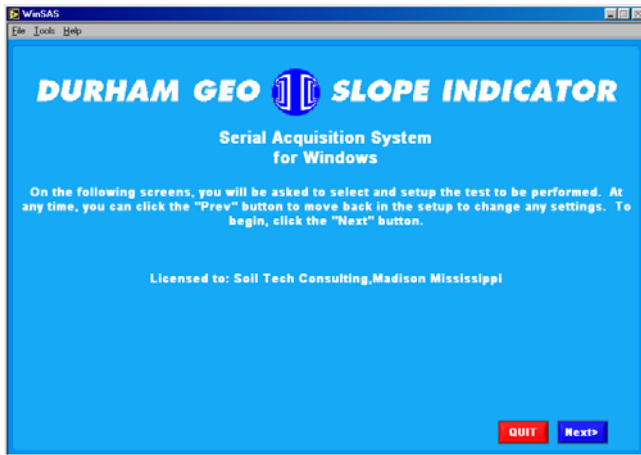 WinSAS
File Tools Help
DURHAM GEO SLOPE INDICATOR
Serial Acquisition System
for Windows
On the following screens, you will be asked to select and setup the test to be performed. At
any time, you can click the "Prev" button to move back in the setup to change any settings. To
begin, click the "Next" button.
Licensed to: Soil Tech Consulting,Madison Mississippi
QUIT Next>